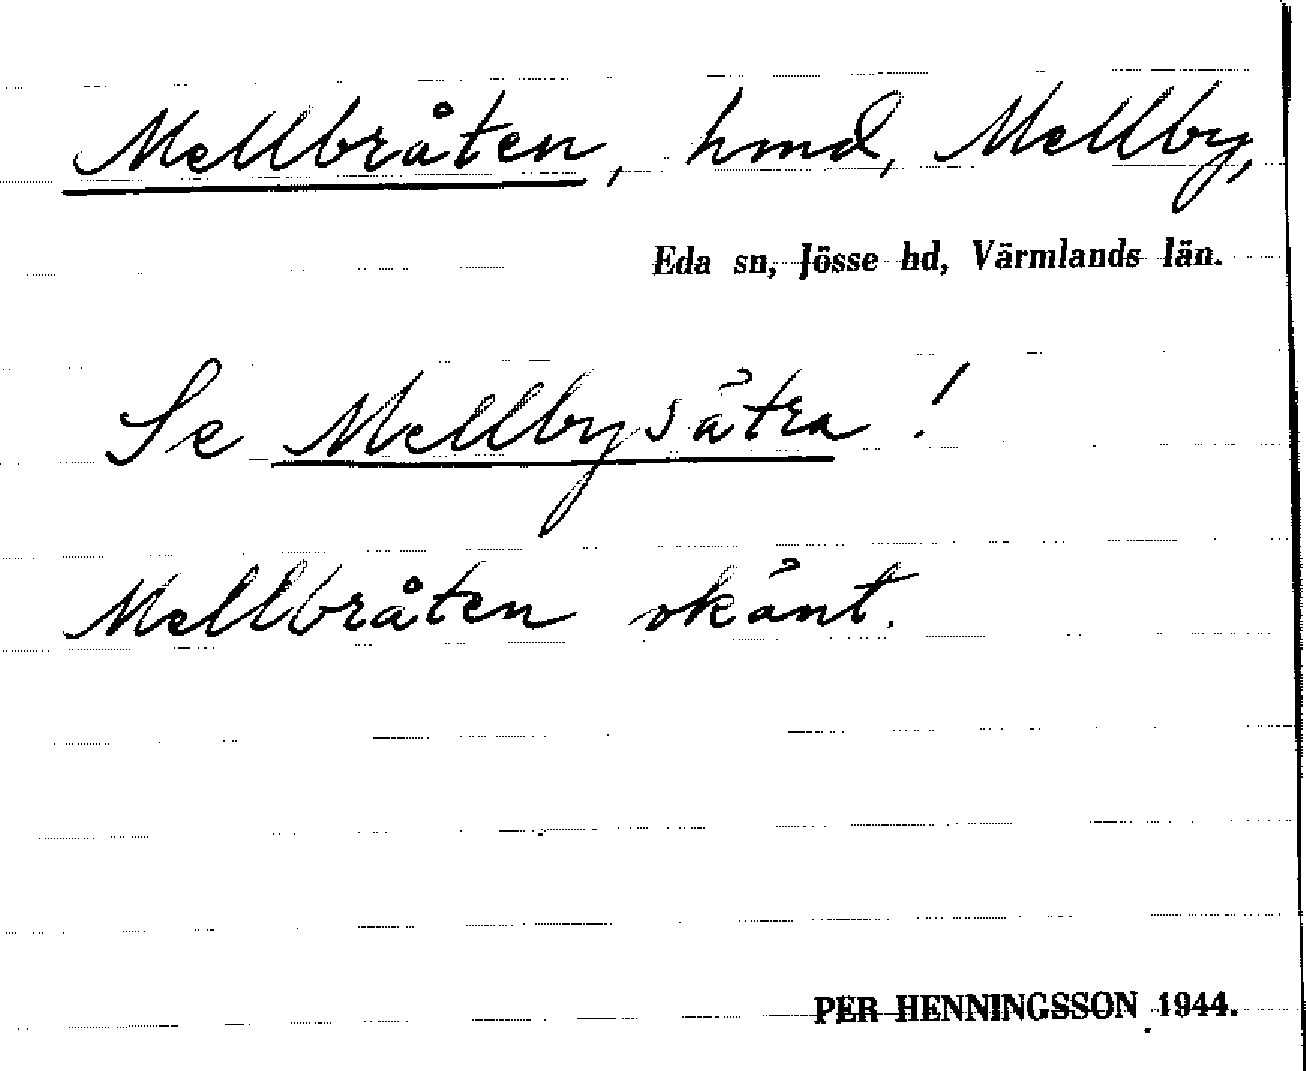 Mellbråten, hmd, Mellby,
Eda sn, Jösse hd, Värmlands län.
Se Mellbysätra!
Mellbråten okänt.
PER HENNINGSSON 1944.